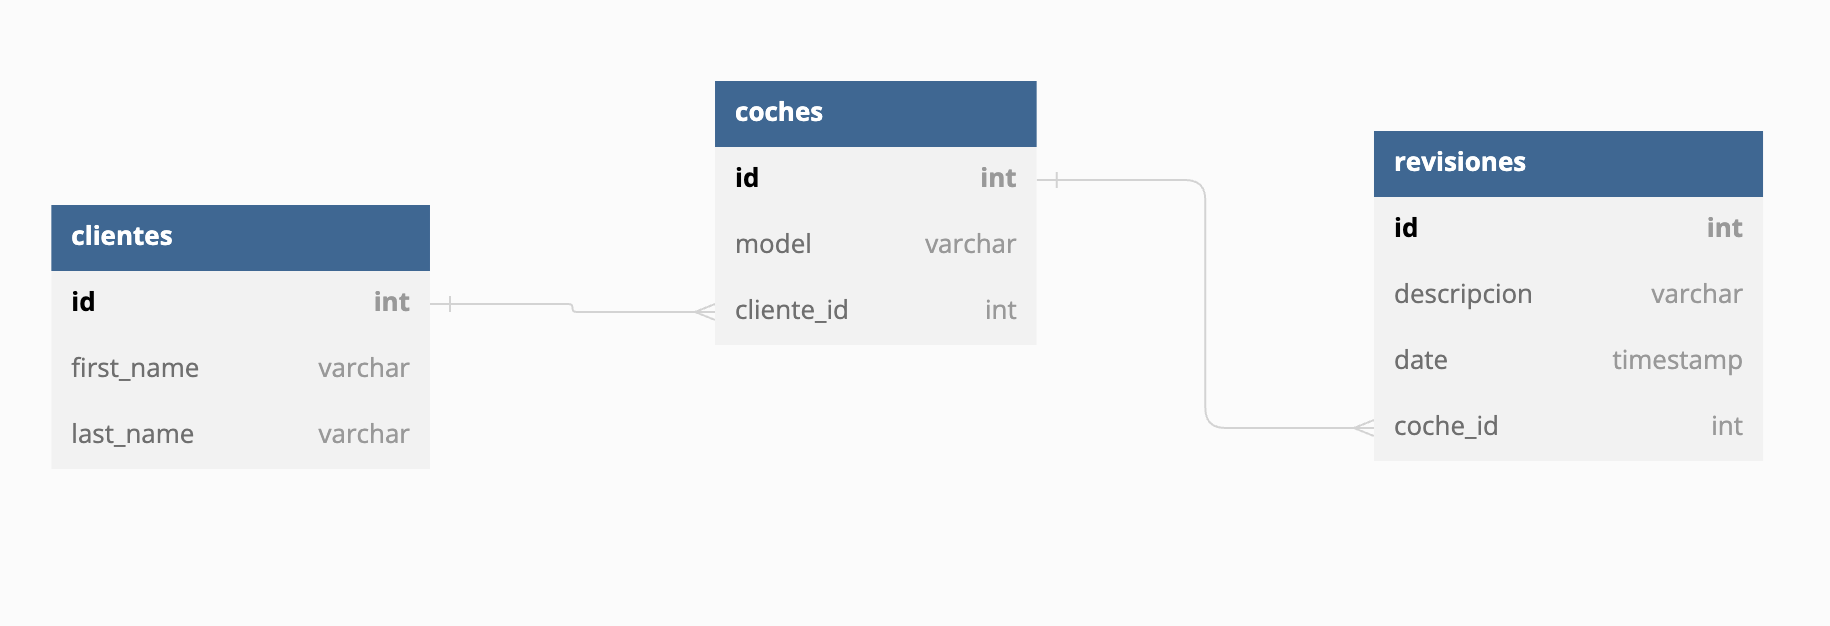 clientes
id int
first_name varchar
last_name varchar
coches
id int
model varchar
cliente_id int
revisiones
id int
descripcion varchar
date timestamp
coche_id int